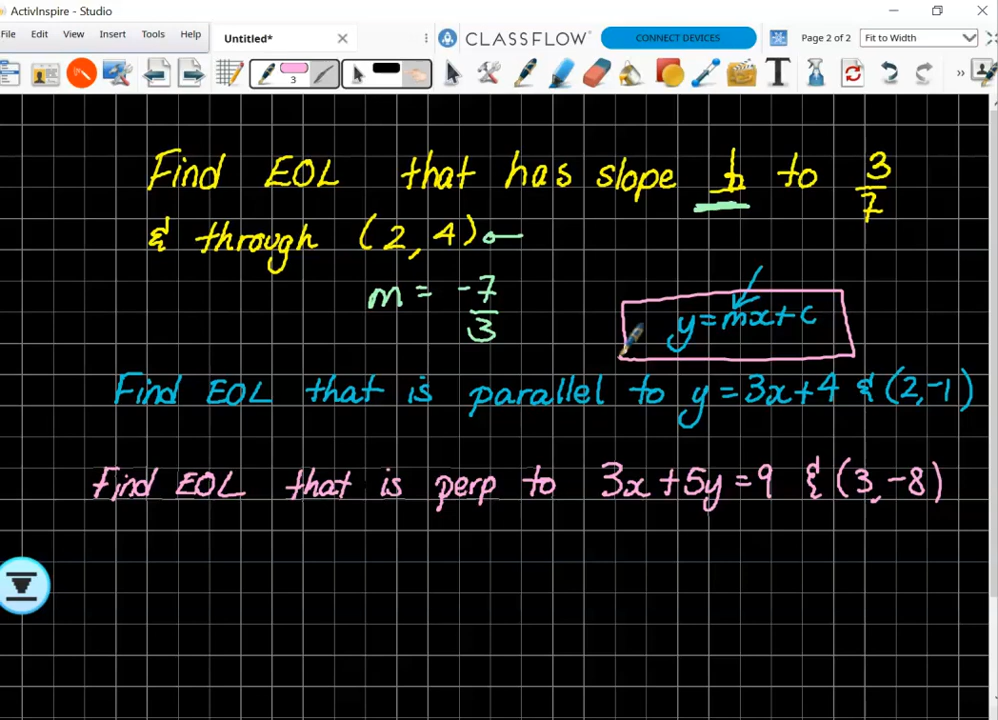 ActivInspire - Studio
File Edit View Insert Tools Help
Untitled*
CLASSFLOW
CONNECT DEVICES
Page 2 of 2
Fit to Width
3
Find EOL that has slope ⊥ to 3/7
& through (2, 4)
m = -7/3
y = mx + c
Find EOL that is parallel to y = 3x + 4 & (2, -1)
Find EOL that is perp to 3x + 5y = 9 & (3, -8)